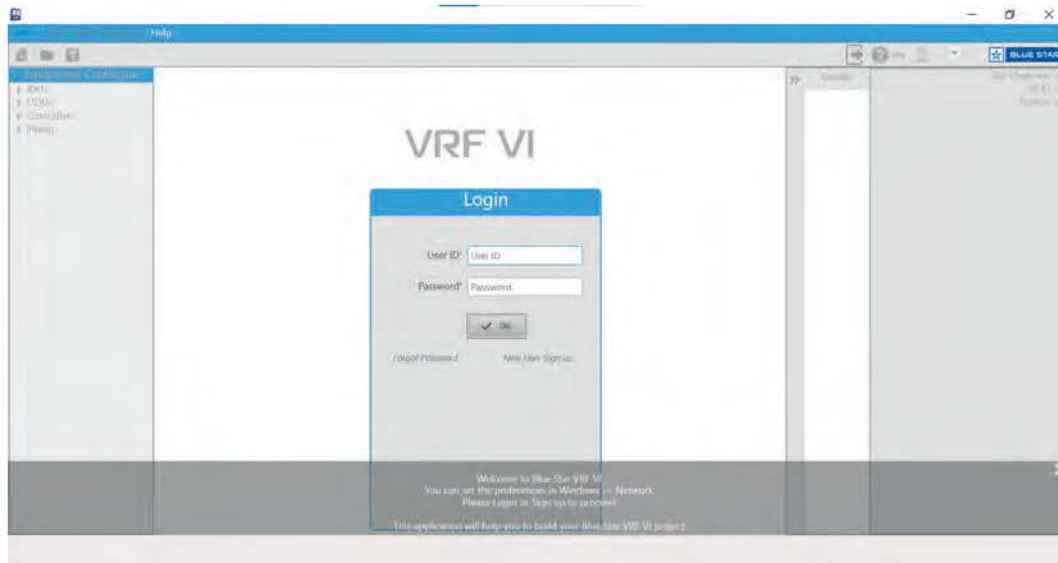 Help
BLUE STAR
Equipment Catalogue
IDUs
ODUs
Controller
Piping
VRF VI
Login
User ID*
User ID
Password*
Password
OK
Forgot Password
New User Sign up
Welcome to Blue Star VRF VI
You can set the preferences in Windows -> Network
Please Login or Sign up to proceed
This application will help you to build your Blue Star VRF VI project